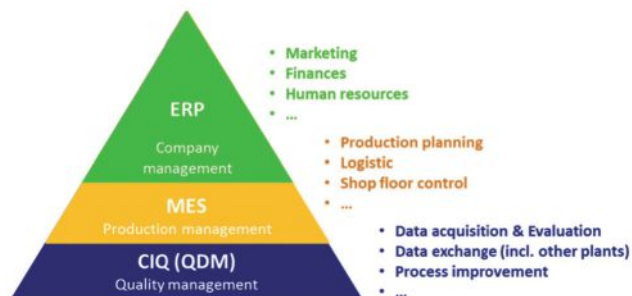 ERP
Company
management
• Marketing
• Finances
• Human resources
• ...
MES
Production management
• Production planning
• Logistic
• Shop floor control
• ...
CIQ (QDM)
Quality management
• Data acquisition & Evaluation
• Data exchange (incl. other plants)
• Process improvement
• ...